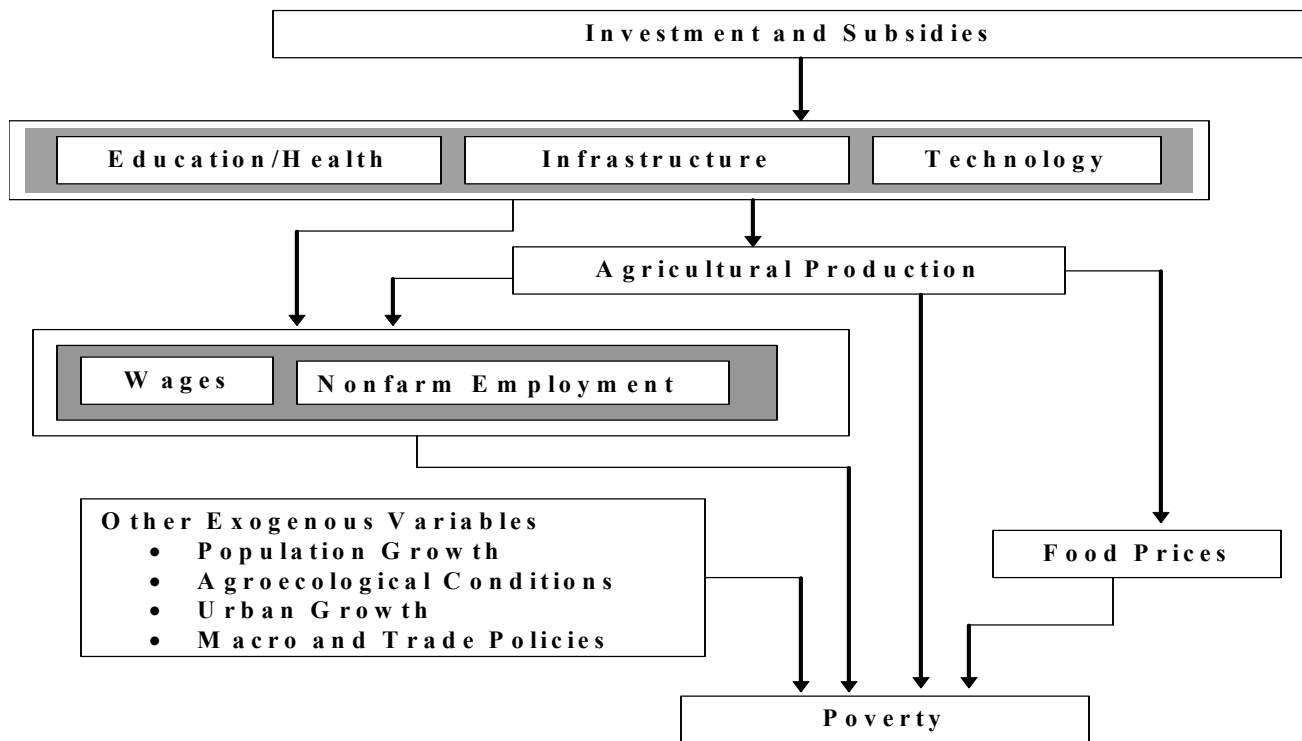 Investment and Subsidies
Education/Health
Infrastructure
Technology
Agricultural Production
Wages
Nonfarm Employment
Other Exogenous Variables
• Population Growth
• Agroecological Conditions
• Urban Growth
• Macro and Trade Policies
Food Prices
Poverty